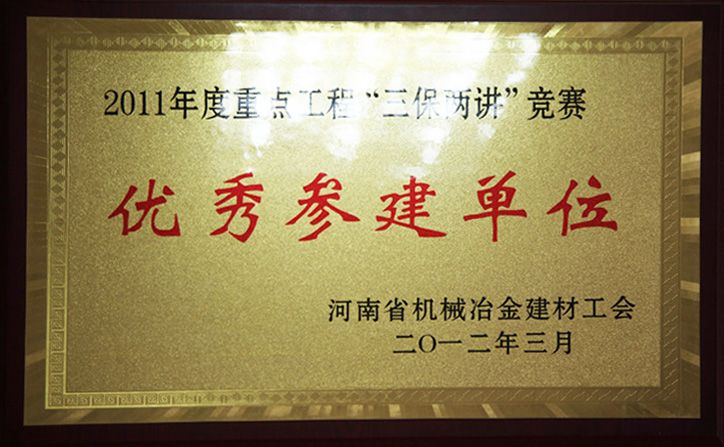 2011年度重点工程“三保两讲”竞赛
优秀参建单位
河南省机械冶金建材工会
二〇一二年三月